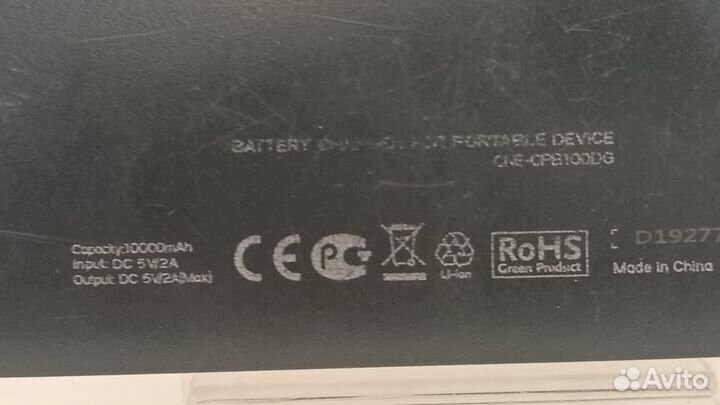 BATTERY CHARGER FOR PORTABLE DEVICE
CNE-CPB100DG
Capacity:10000mAh
Input: DC 5V/2A
Output: DC 5V/2A(Max)
CE
Li-ion
RoHS
Green Product
D19277
Made in China
Avito